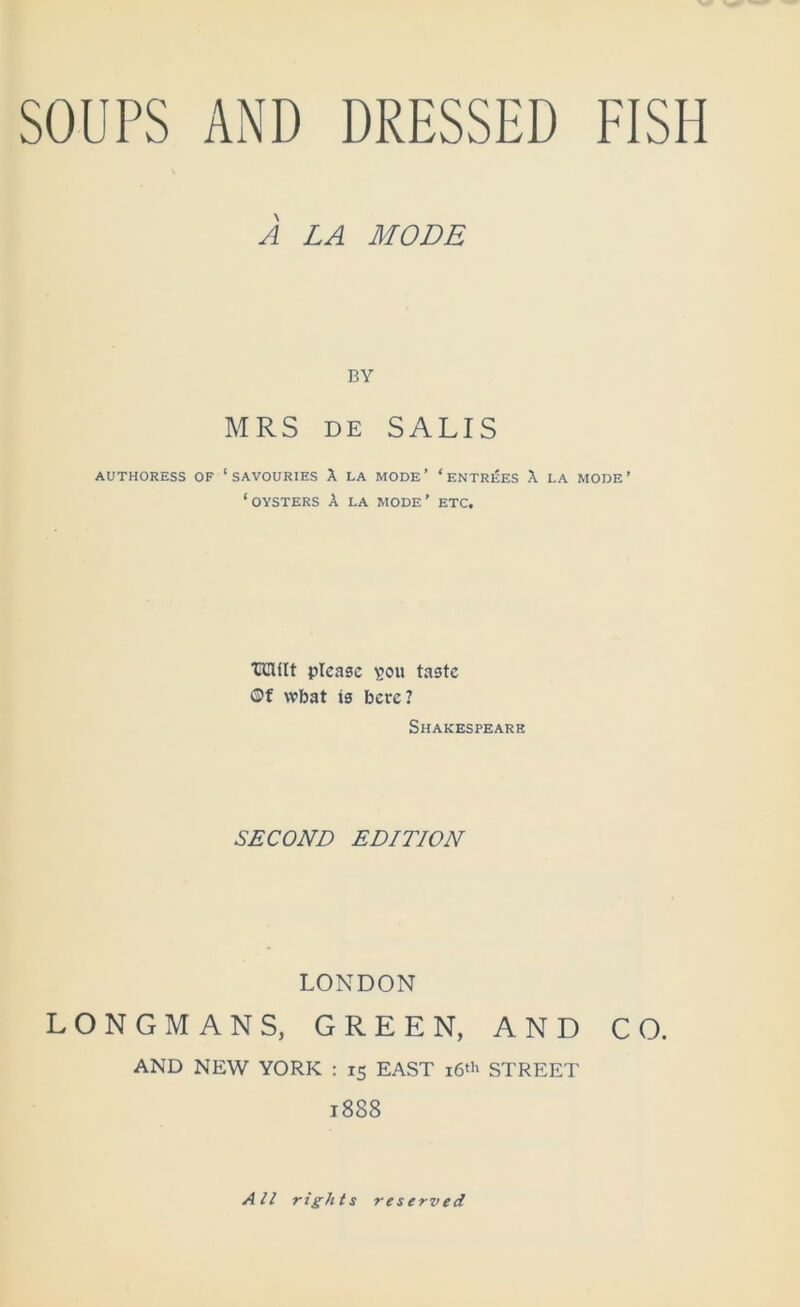 SOUPS AND DRESSED FISH
À LA MODE
BY
MRS DE SALIS
AUTHORESS OF ‘SAVOURIES À LA MODE’ ‘ENTRÉES À LA MODE’
‘OYSTERS À LA MODE’ ETC.
Wilt please you taste
Of what is here?
SHAKESPEARE
SECOND EDITION
LONDON
LONGMANS, GREEN, AND CO.
AND NEW YORK : 15 EAST 16th STREET
1888
All rights reserved